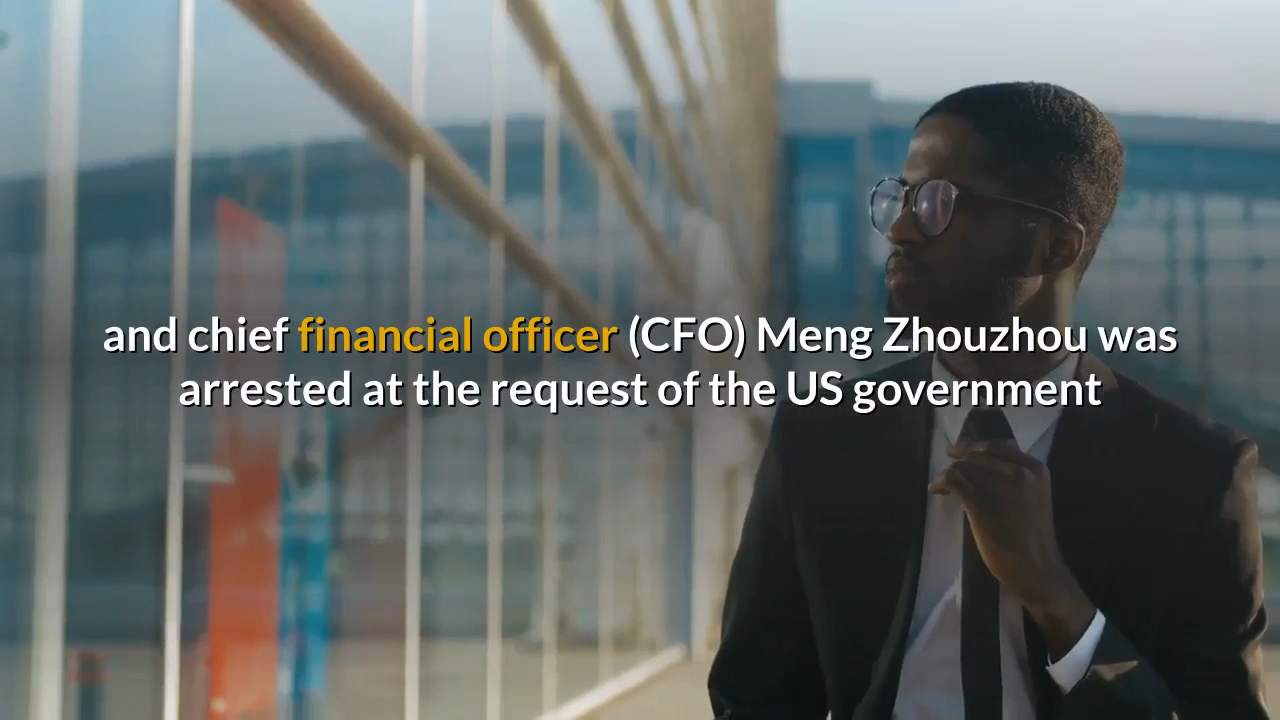 and chief financial officer (CFO) Meng Zhouzhou was
arrested at the request of the US government